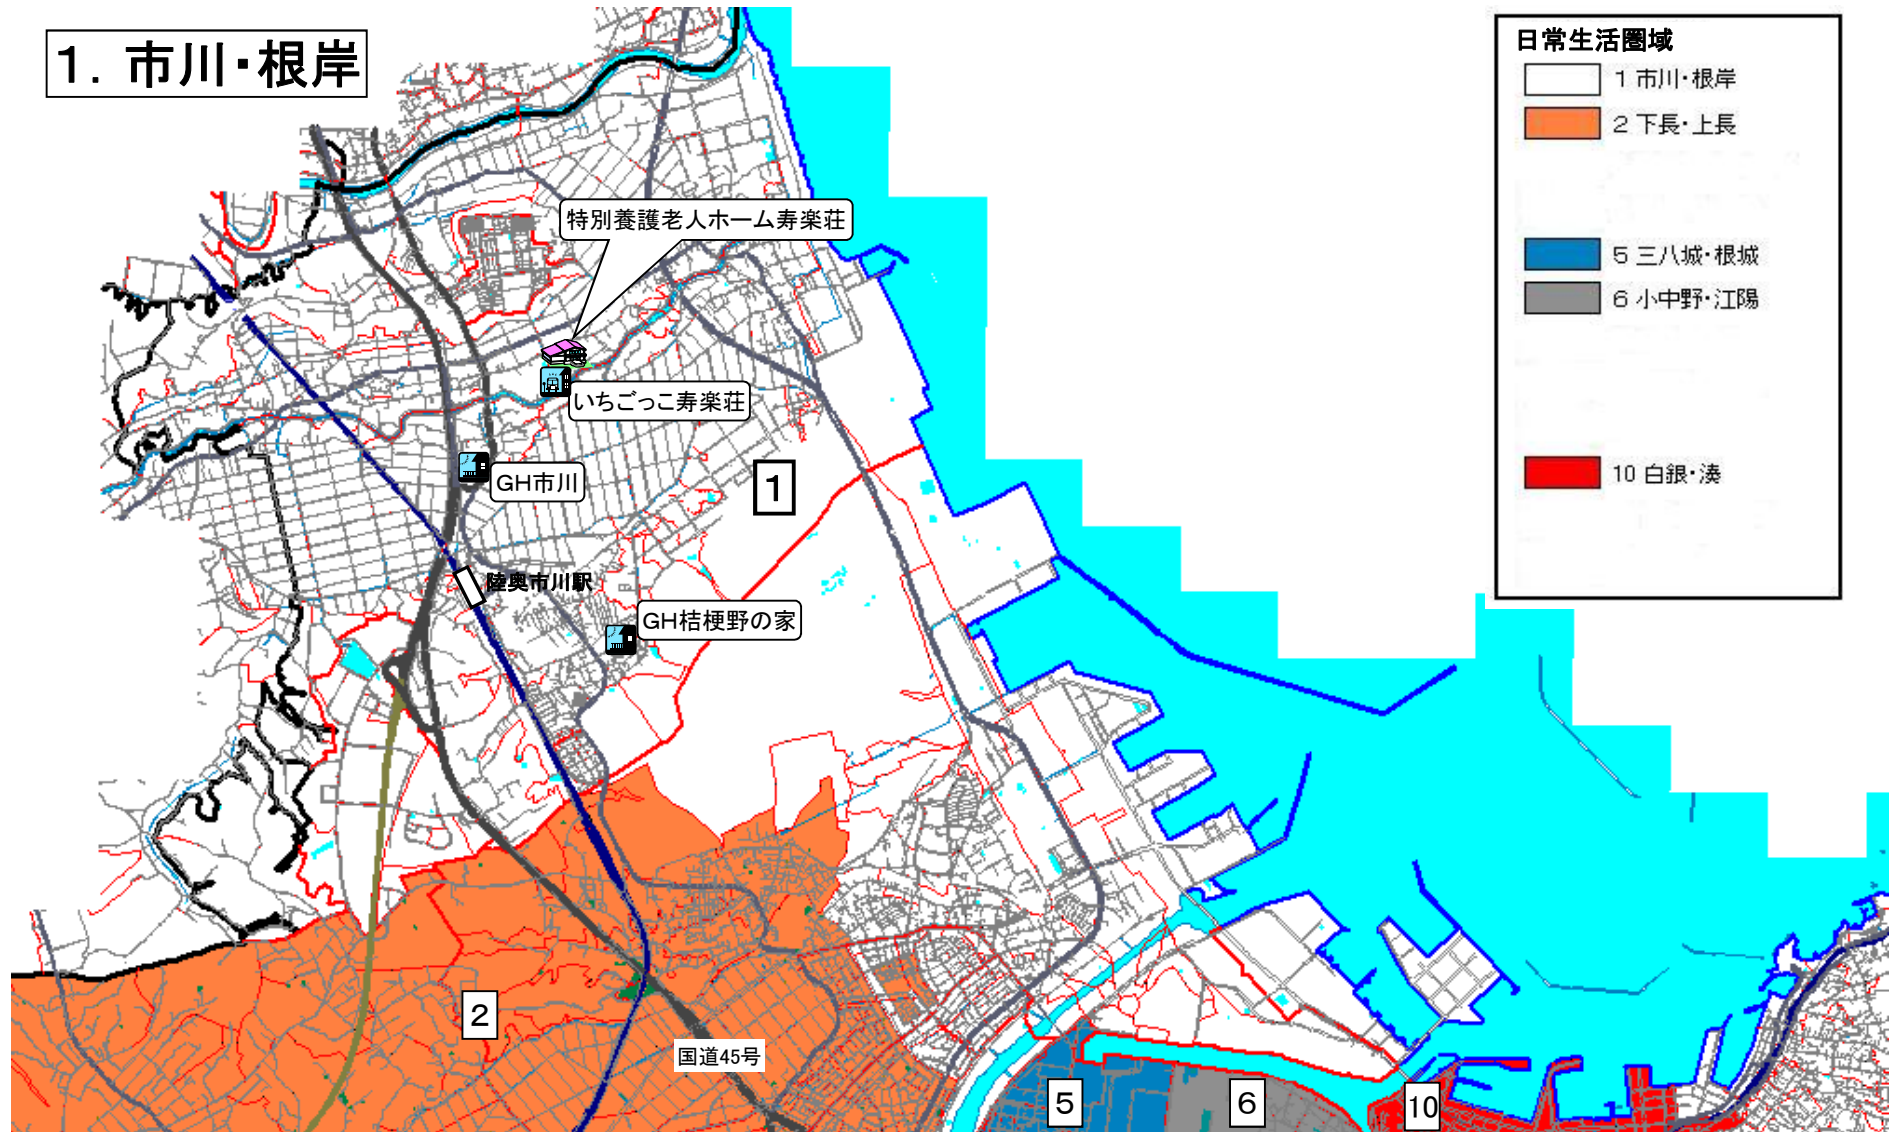 1. 市川・根岸
日常生活圏域
1 市川・根岸
2 下長・上長
5 三八城・根城
6 小中野・江陽
10 白銀・湊
特別養護老人ホーム寿楽荘
いちごっこ寿楽荘
GH市川
1
陸奥市川駅
GH桔梗野の家
2
国道45号
5
6
10